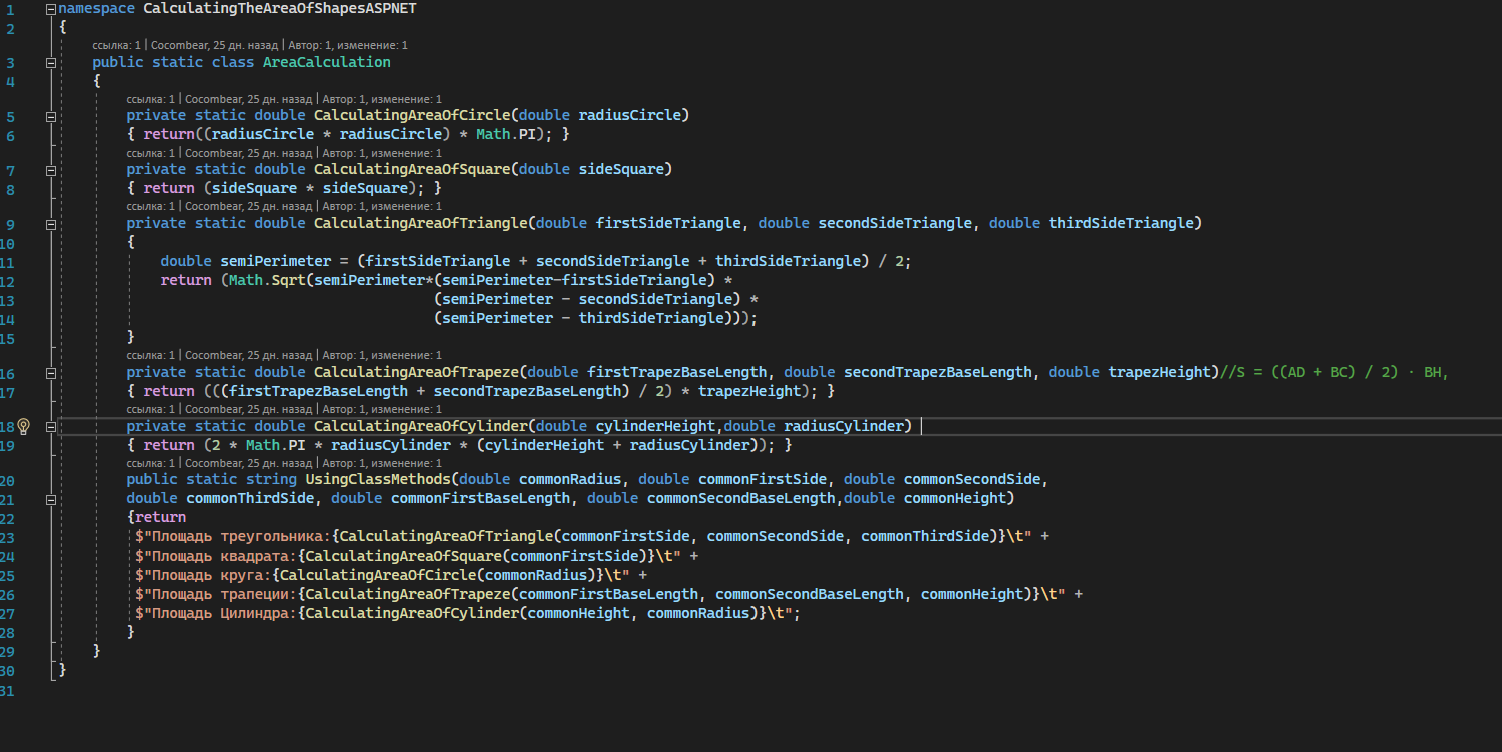 1 namespace CalculatingTheAreaOfShapesASPNET
2 {
ссылка: 1 | Cocombear, 25 дн. назад | Автор: 1, изменение: 1
3 public static class AreaCalculation
4 {
ссылка: 1 | Cocombear, 25 дн. назад | Автор: 1, изменение: 1
5 private static double CalculatingAreaOfCircle(double radiusCircle)
6 { return((radiusCircle * radiusCircle) * Math.PI); }
ссылка: 1 | Cocombear, 25 дн. назад | Автор: 1, изменение: 1
7 private static double CalculatingAreaOfSquare(double sideSquare)
8 { return (sideSquare * sideSquare); }
ссылка: 1 | Cocombear, 25 дн. назад | Автор: 1, изменение: 1
9 private static double CalculatingAreaOfTriangle(double firstSideTriangle, double secondSideTriangle, double thirdSideTriangle)
10 {
11 double semiPerimeter = (firstSideTriangle + secondSideTriangle + thirdSideTriangle) / 2;
12 return (Math.Sqrt(semiPerimeter*(semiPerimeter-firstSideTriangle) *
13 (semiPerimeter - secondSideTriangle) *
14 (semiPerimeter - thirdSideTriangle)));
15 }
ссылка: 1 | Cocombear, 25 дн. назад | Автор: 1, изменение: 1
16 private static double CalculatingAreaOfTrapeze(double firstTrapezBaseLength, double secondTrapezBaseLength, double trapezHeight)//S = ((AD + BC) / 2) · BH,
17 { return (((firstTrapezBaseLength + secondTrapezBaseLength) / 2) * trapezHeight); }
ссылка: 1 | Cocombear, 25 дн. назад | Автор: 1, изменение: 1
18 private static double CalculatingAreaOfCylinder(double cylinderHeight,double radiusCylinder)
19 { return (2 * Math.PI * radiusCylinder * (cylinderHeight + radiusCylinder)); }
ссылка: 1 | Cocombear, 25 дн. назад | Автор: 1, изменение: 1
20 public static string UsingClassMethods(double commonRadius, double commonFirstSide, double commonSecondSide,
21 double commonThirdSide, double commonFirstBaseLength, double commonSecondBaseLength,double commonHeight)
22 {return
23 $"Площадь треугольника:{CalculatingAreaOfTriangle(commonFirstSide, commonSecondSide, commonThirdSide)}\t" +
24 $"Площадь квадрата:{CalculatingAreaOfSquare(commonFirstSide)}\t" +
25 $"Площадь круга:{CalculatingAreaOfCircle(commonRadius)}\t" +
26 $"Площадь трапеции:{CalculatingAreaOfTrapeze(commonFirstBaseLength, commonSecondBaseLength, commonHeight)}\t" +
27 $"Площадь Цилиндра:{CalculatingAreaOfCylinder(commonHeight, commonRadius)}\t";
28 }
29 }
30 }
31